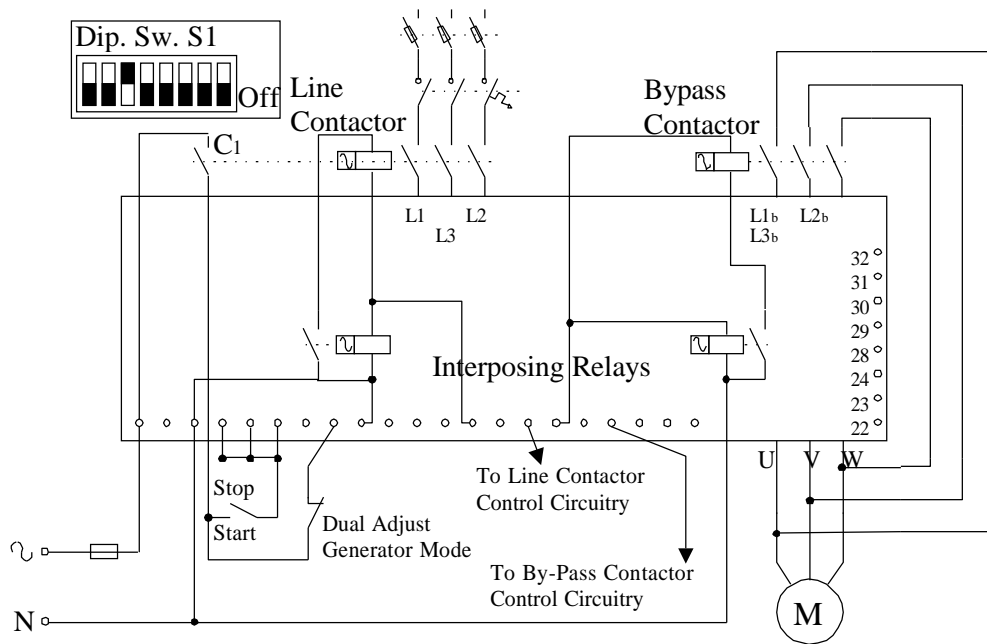 Dip. Sw. S1
Off
Line
Contactor
Bypass
Contactor
C1
L1
L2
L3
L1b
L2b
L3b
32
31
30
29
28
24
23
22
Interposing Relays
U
V
W
Stop
Start
To Line Contactor
Control Circuitry
Dual Adjust
Generator Mode
To By-Pass Contactor
Control Circuitry
N
M